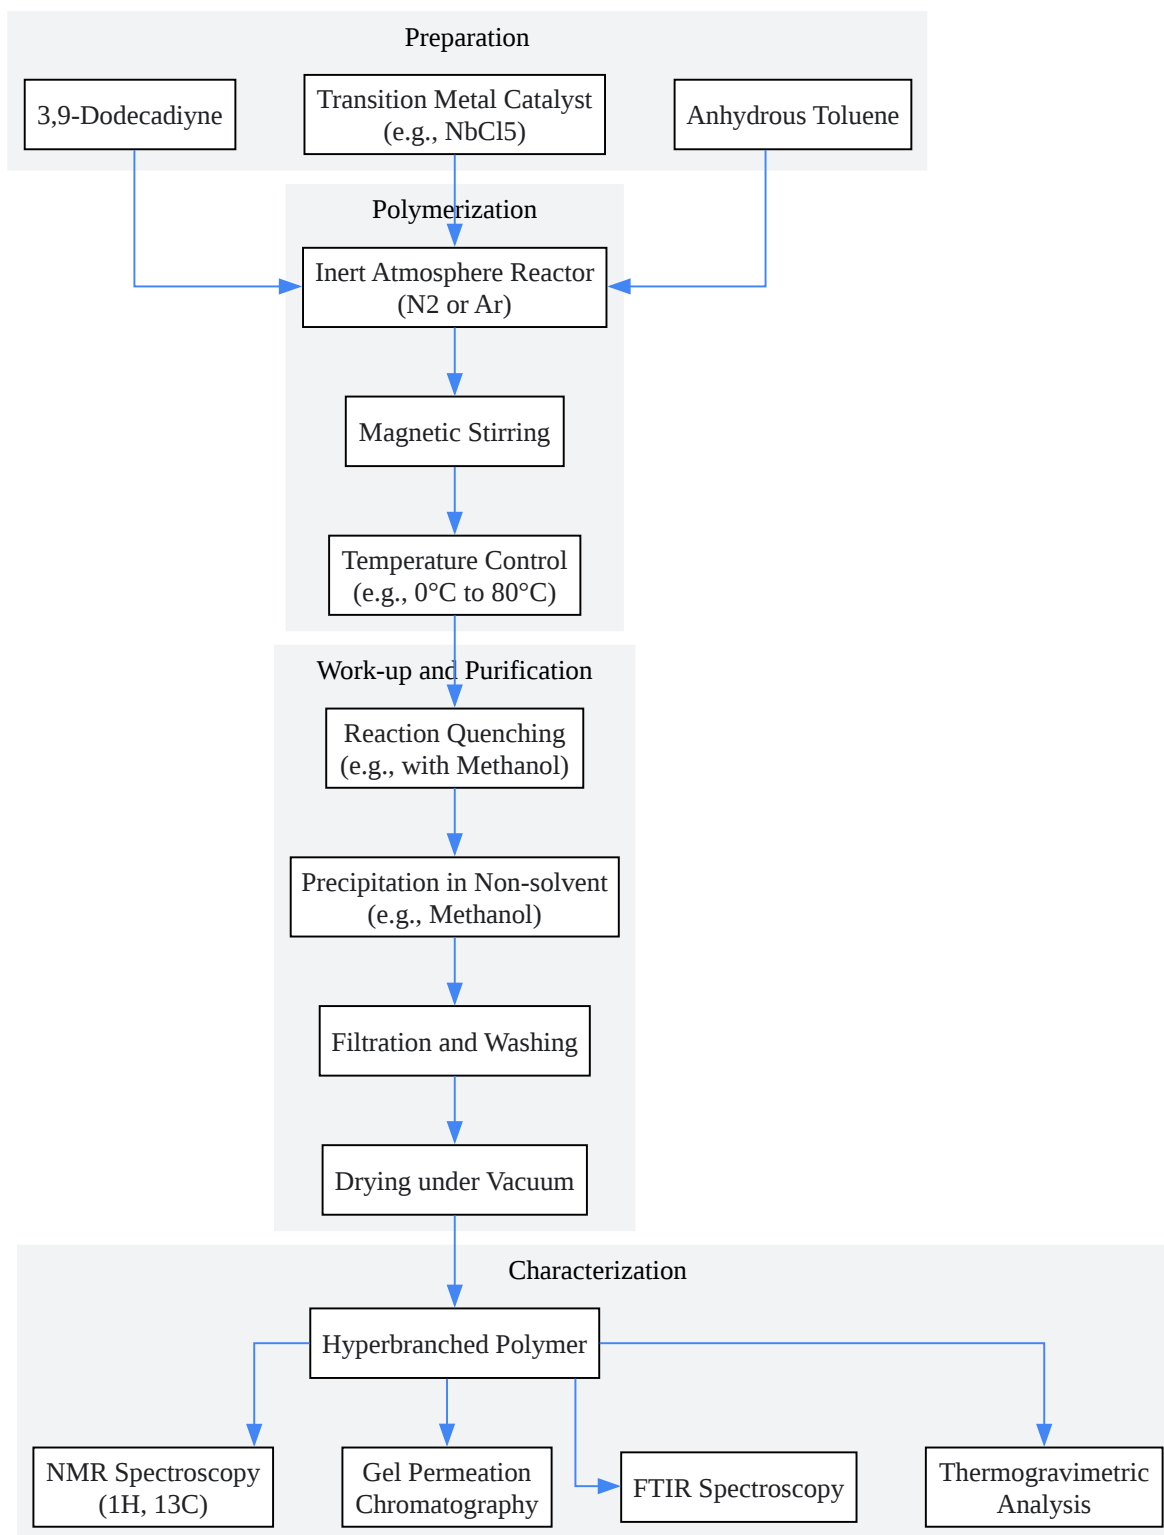 Preparation
3,9-Dodecadiyne
Transition Metal Catalyst
(e.g., NbCl5)
Anhydrous Toluene
Polymerization
Inert Atmosphere Reactor
(N2 or Ar)
Magnetic Stirring
Temperature Control
(e.g., 0°C to 80°C)
Work-up and Purification
Reaction Quenching
(e.g., with Methanol)
Precipitation in Non-solvent
(e.g., Methanol)
Filtration and Washing
Drying under Vacuum
Characterization
Hyperbranched Polymer
NMR Spectroscopy
(1H, 13C)
Gel Permeation
Chromatography
FTIR Spectroscopy
Thermogravimetric
Analysis